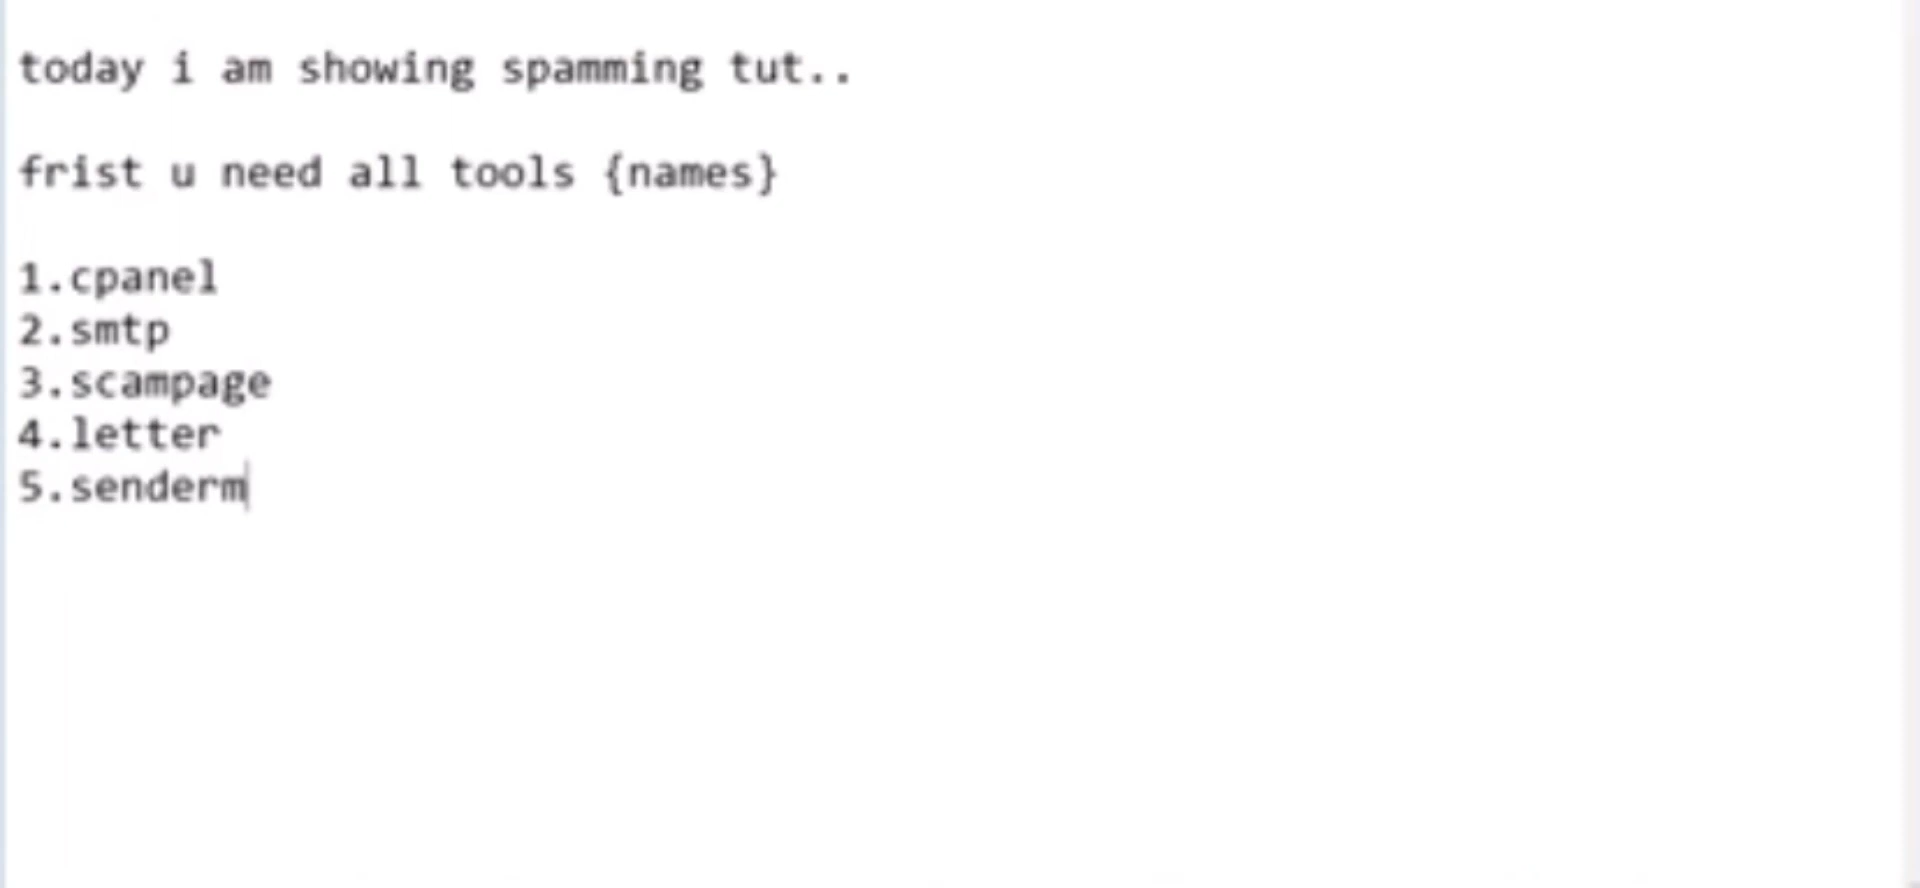 today i am showing spamming tut..
frist u need all tools {names}
1.cpanel
2.smtp
3.scampage
4.letter
5.senderm